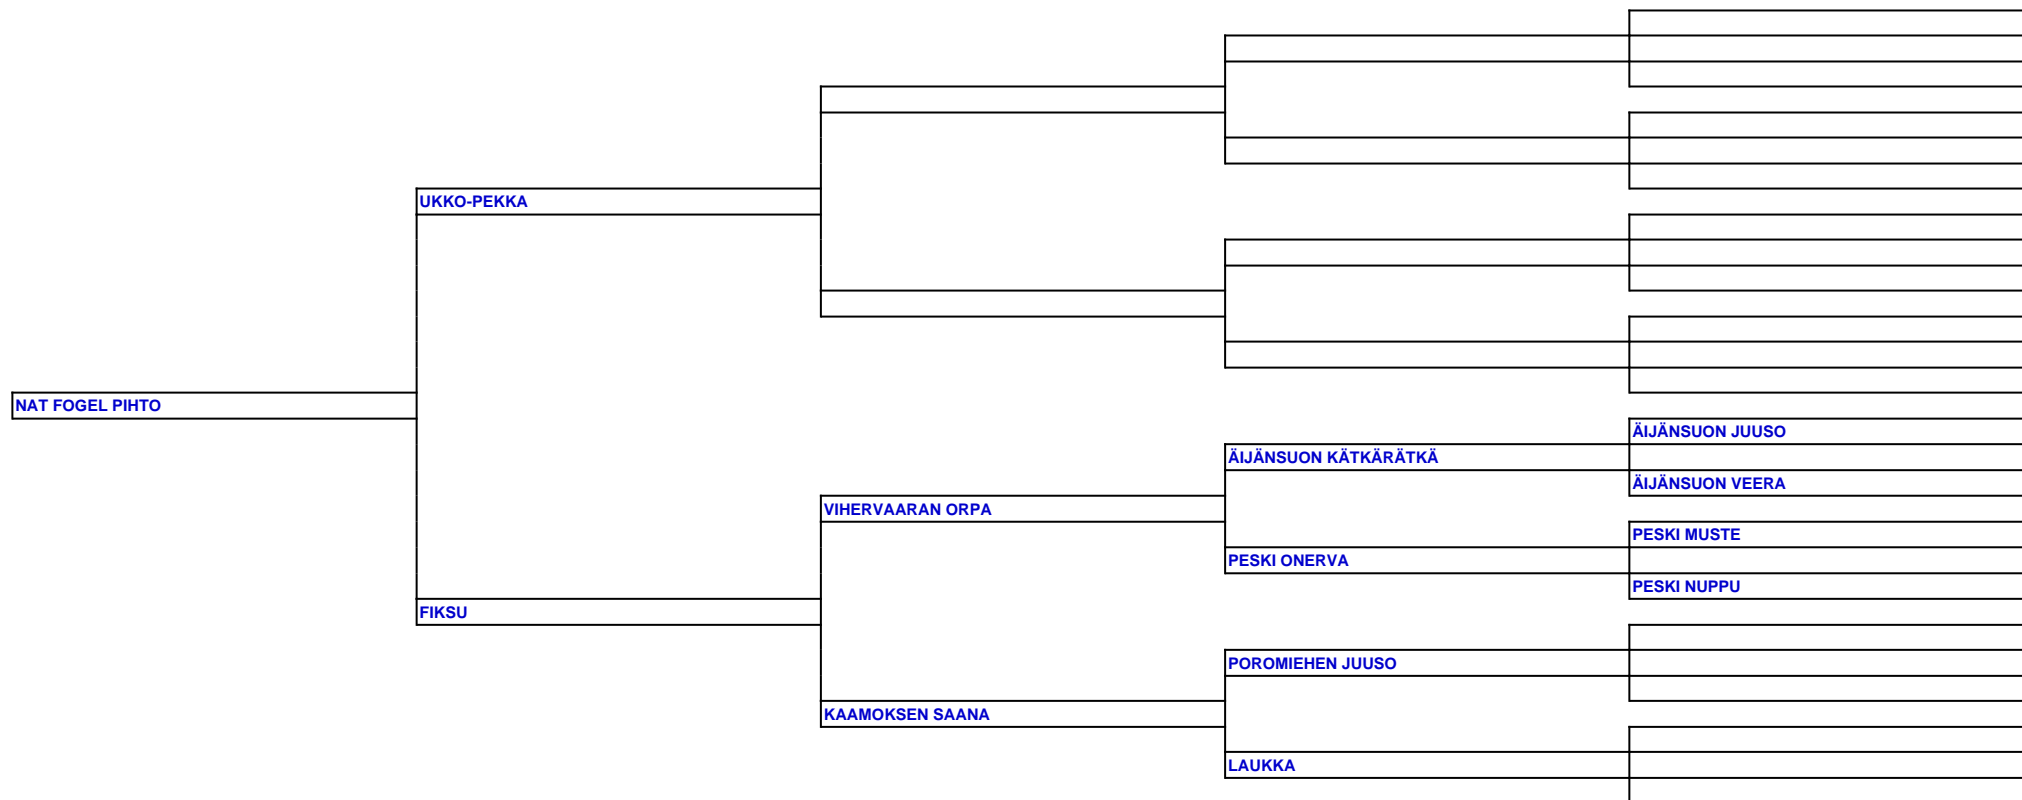 UKKO-PEKKA
NAT FOGEL PIHTO
ÄIJÄNSUON JUUSO
ÄIJÄNSUON KÄTKÄRÄTKÄ
ÄIJÄNSUON VEERA
VIHERVAARAN ORPA
PESKI MUSTE
PESKI ONERVA
PESKI NUPPU
FIKSU
POROMIEHEN JUUSO
KAAMOKSEN SAANA
LAUKKA